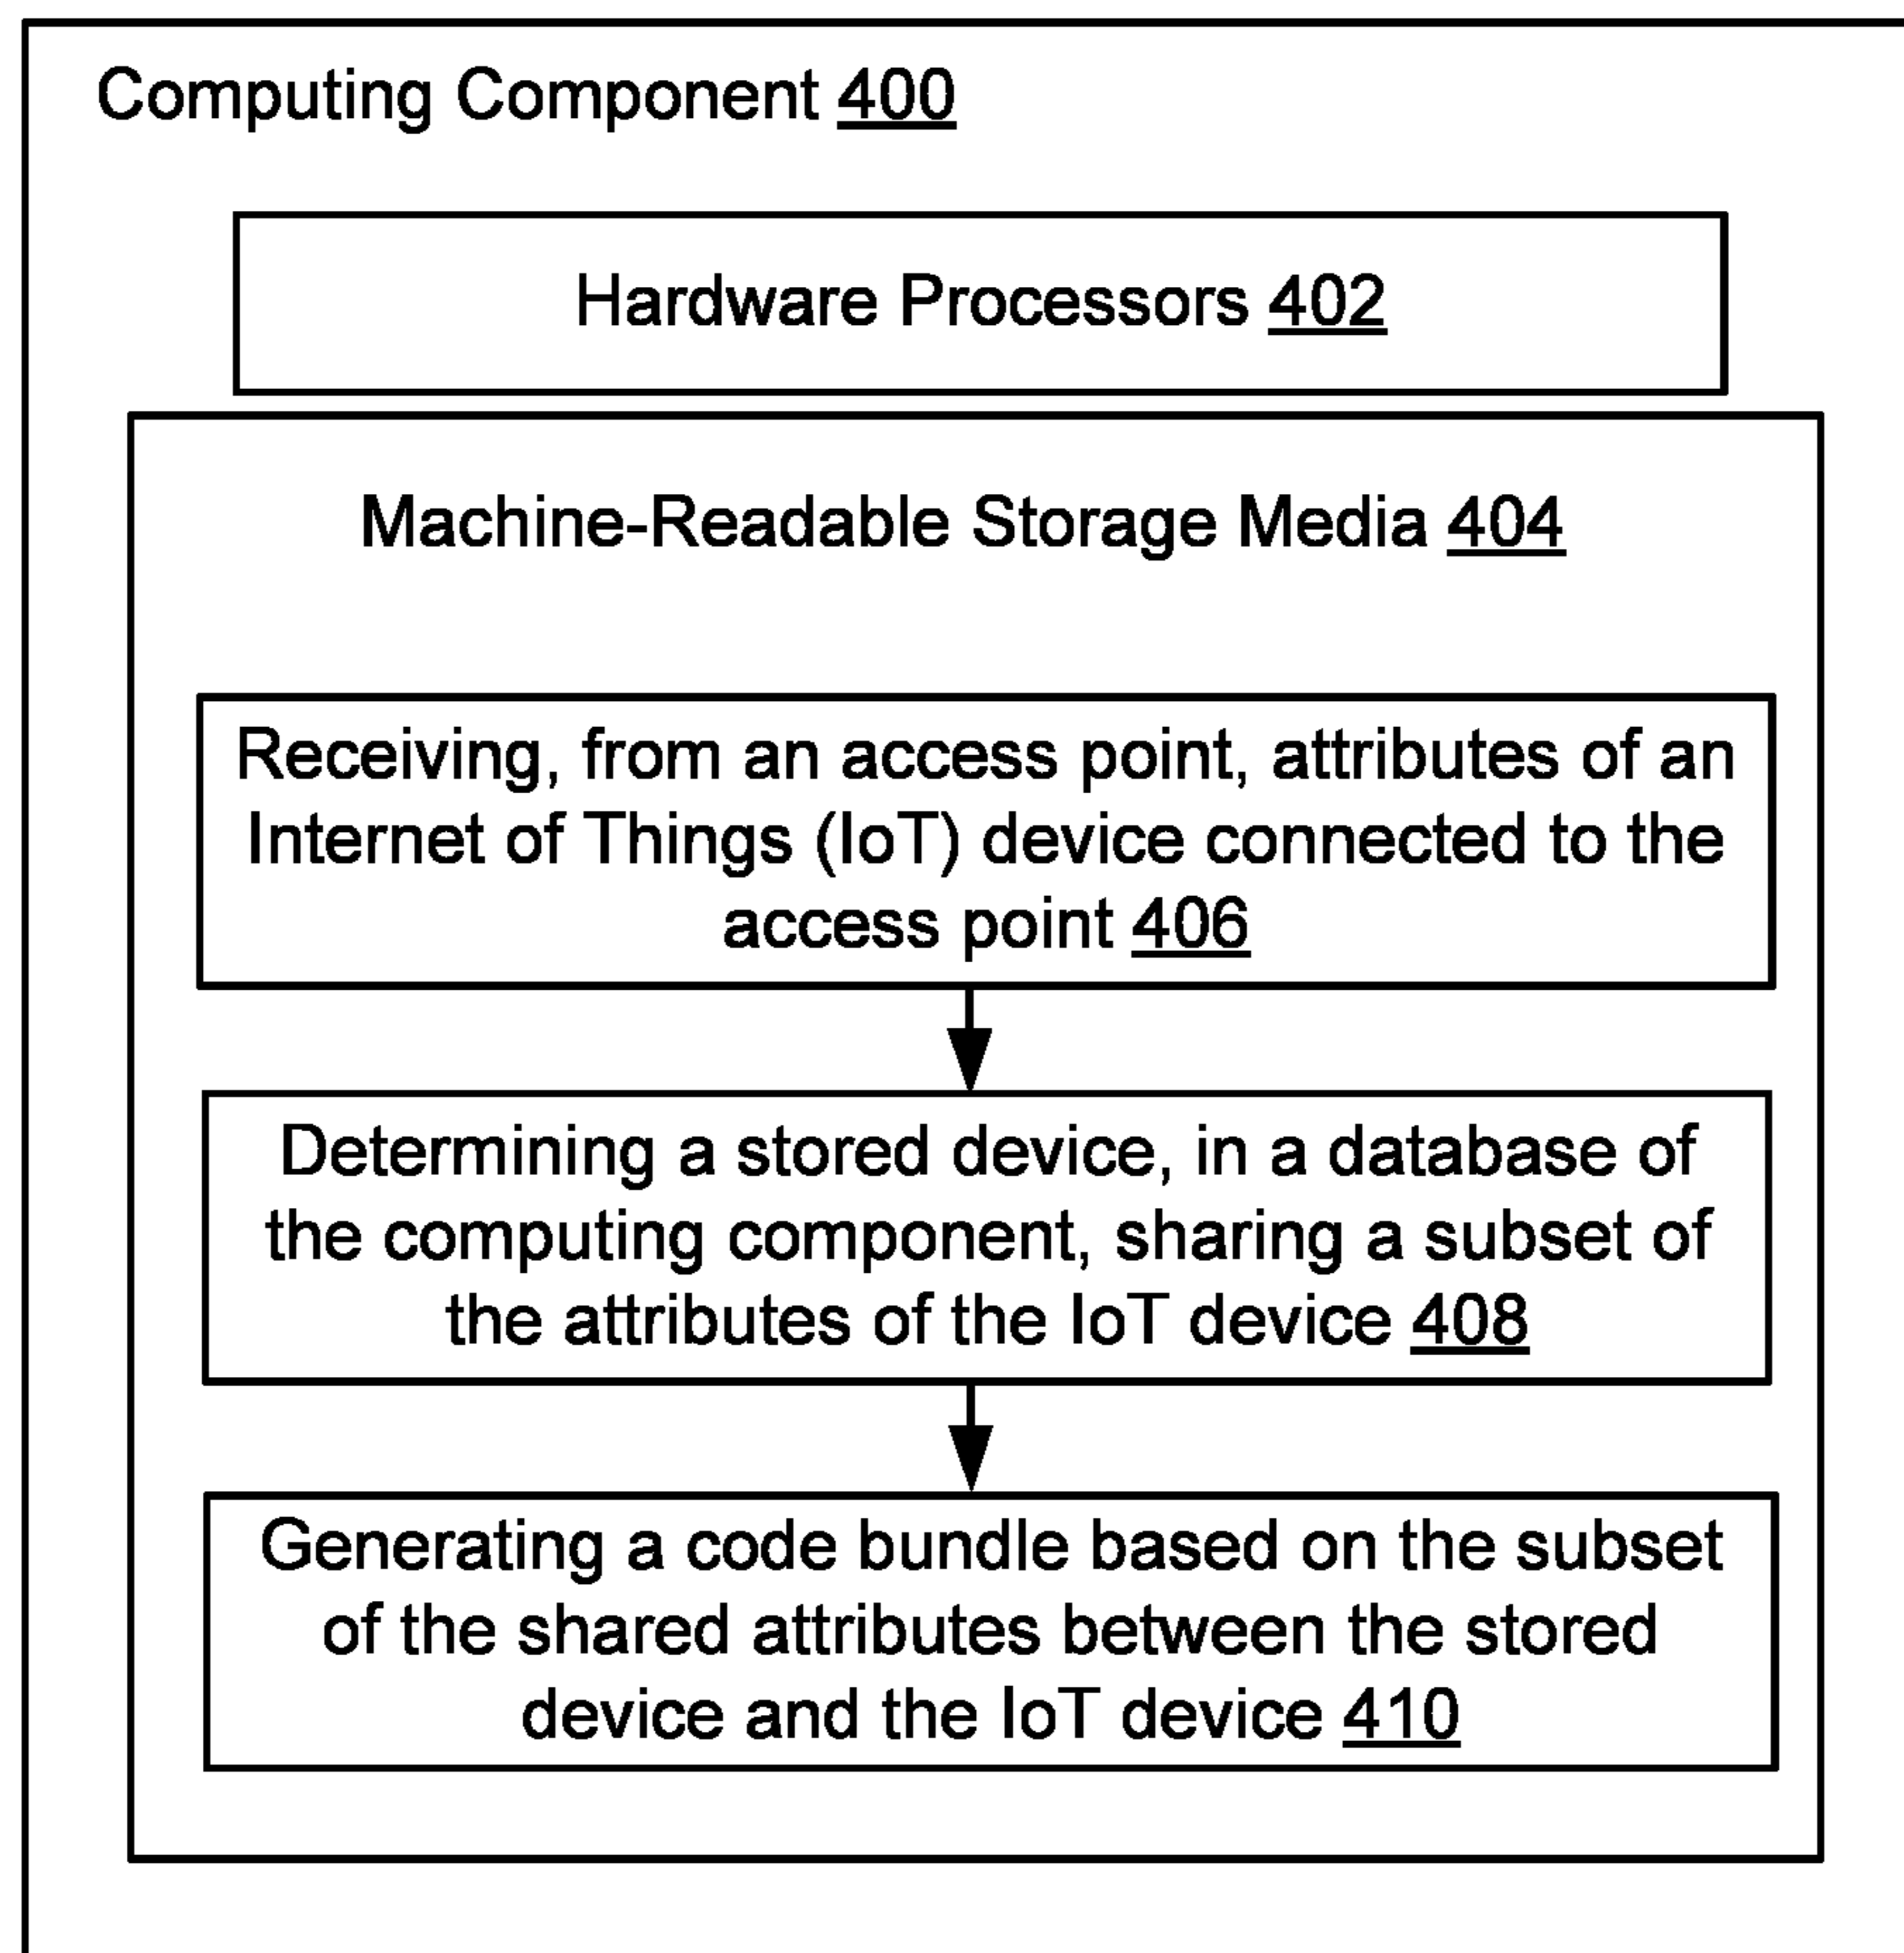 Computing Component 400
Hardware Processors 402
Machine-Readable Storage Media 404
Receiving, from an access point, attributes of an
Internet of Things (IoT) device connected to the
access point 406
Determining a stored device, in a database of
the computing component, sharing a subset of
the attributes of the IoT device 408
Generating a code bundle based on the subset
of the shared attributes between the stored
device and the IoT device 410